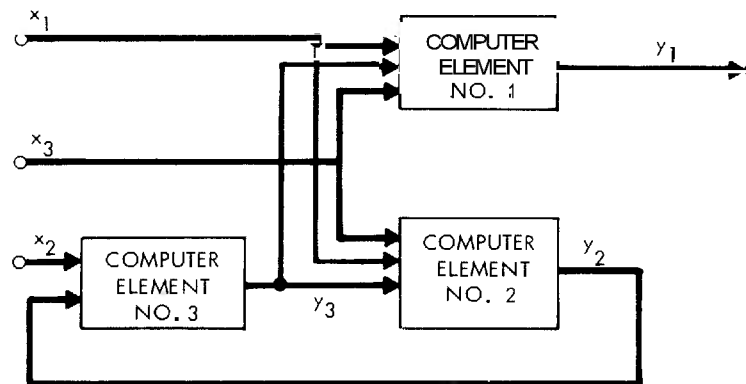 x1
COMPUTER
ELEMENT
NO. 1
y1
x3
x2
COMPUTER
ELEMENT
NO. 3
y3
COMPUTER
ELEMENT
NO. 2
y2